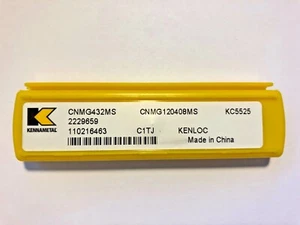 CNMG432MS CNMG120408MS KC5525
2229659
110216463 C1TJ KENLOC
Made in China
KENNAMETAL